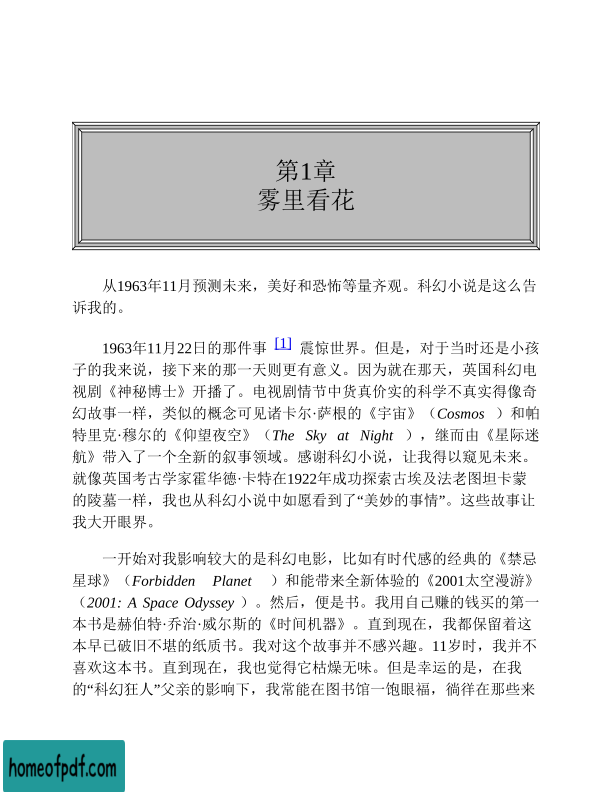 第1章
雾里看花
从1963年11月预测未来，美好和恐怖等量齐观。科幻小说是这么告
诉我的。
1963年11月22日的那件事 [1] 震惊世界。但是，对于当时还是小孩
子的我来说，接下来的那一天则更有意义。因为就在那天，英国科幻电
视剧《神秘博士》开播了。电视剧情节中货真价实的科学不真实得像奇
幻故事一样，类似的概念可见诸卡尔·萨根的《宇宙》（Cosmos ）和帕
特里克·穆尔的《仰望夜空》（The Sky at Night ），继而由《星际迷
航》带入了一个全新的叙事领域。感谢科幻小说，让我得以窥见未来。
就像英国考古学家霍华德·卡特在1922年成功探索古埃及法老图坦卡蒙
的陵墓一样，我也从科幻小说中如愿看到了“美妙的事情”。这些故事让
我大开眼界。
一开始对我影响较大的是科幻电影，比如有时代感的经典的《禁忌
星球》（Forbidden Planet ）和能带来全新体验的《2001太空漫游》
（2001: A Space Odyssey ）。然后，便是书。我用自己赚的钱买的第一
本书是赫伯特·乔治·威尔斯的《时间机器》。直到现在，我都保留着这
本早已破旧不堪的纸质书。我对这个故事并不感兴趣。11岁时，我并不
喜欢这本书。直到现在，我也觉得它枯燥无味。但是幸运的是，在我
的“科幻狂人”父亲的影响下，我常能在图书馆一饱眼福，徜徉在那些来
homeofpdf.com